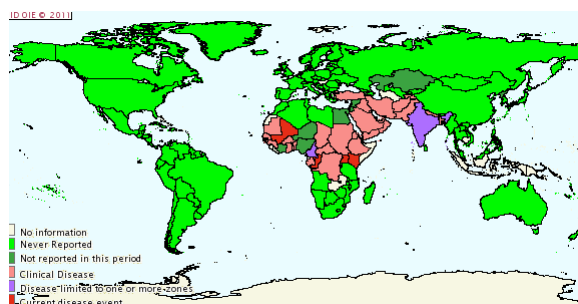 IDOIE © 2011
No information
Never Reported
Not reported in this period
Clinical Disease
Disease limited to one or more zones
Current disease event